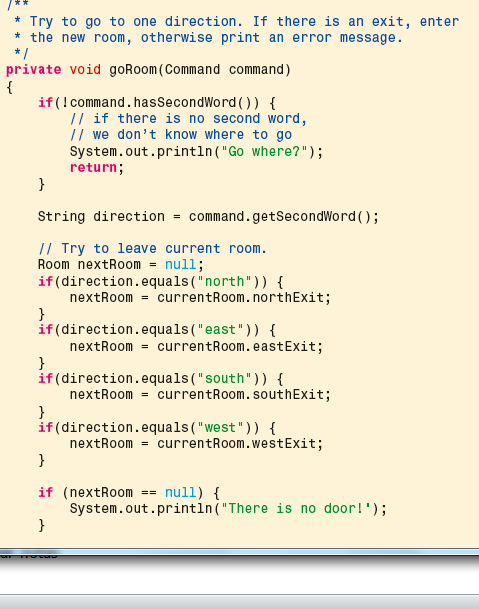 /**
 * Try to go to one direction. If there is an exit, enter
 * the new room, otherwise print an error message.
 */
private void goRoom(Command command)
{
    if(!command.hasSecondWord()) {
        // if there is no second word,
        // we don't know where to go
        System.out.println("Go where?");
        return;
    }

    String direction = command.getSecondWord();

    // Try to leave current room.
    Room nextRoom = null;
    if(direction.equals("north")) {
        nextRoom = currentRoom.northExit;
    }
    if(direction.equals("east")) {
        nextRoom = currentRoom.eastExit;
    }
    if(direction.equals("south")) {
        nextRoom = currentRoom.southExit;
    }
    if(direction.equals("west")) {
        nextRoom = currentRoom.westExit;
    }

    if (nextRoom == null) {
        System.out.println("There is no door!");
    }